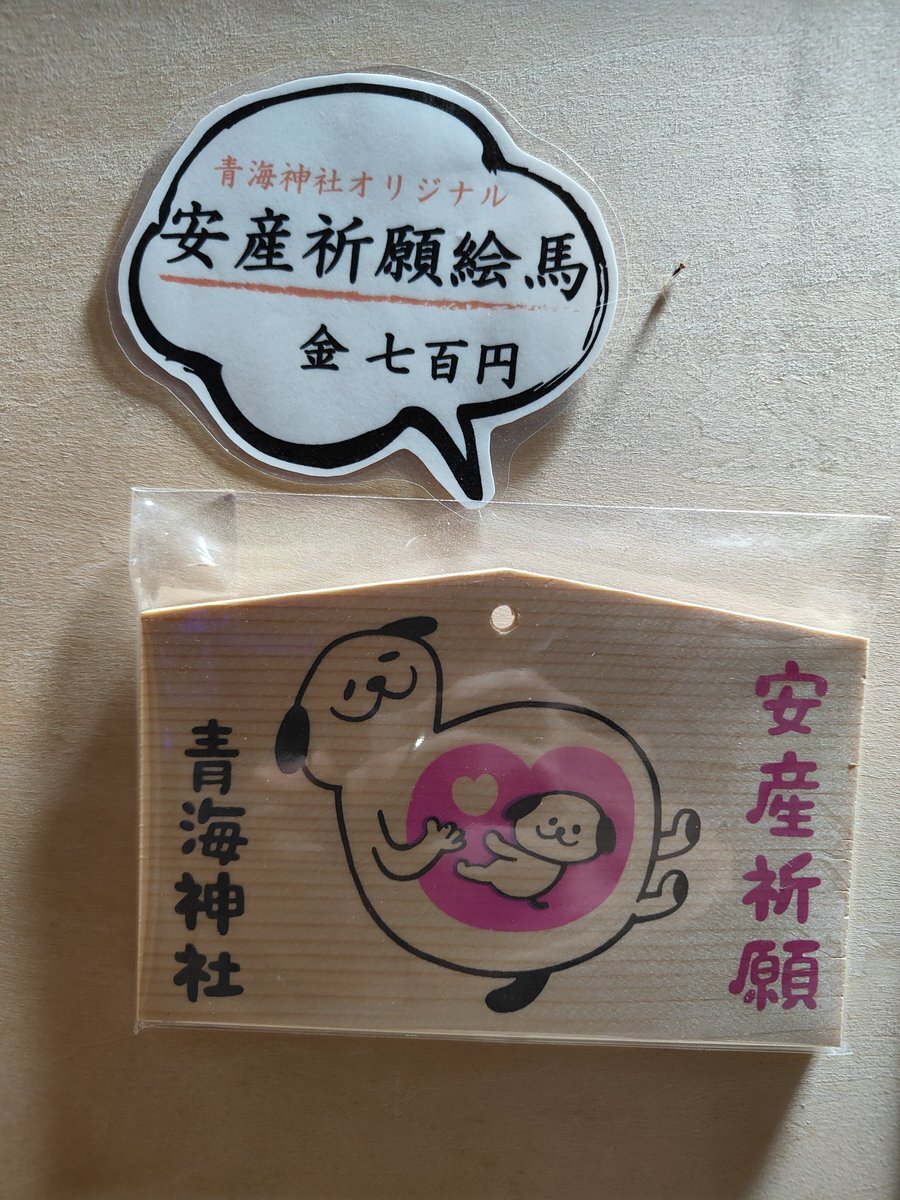 青海神社オリジナル
安産祈願絵馬
金 七百円
安産祈願
青海神社